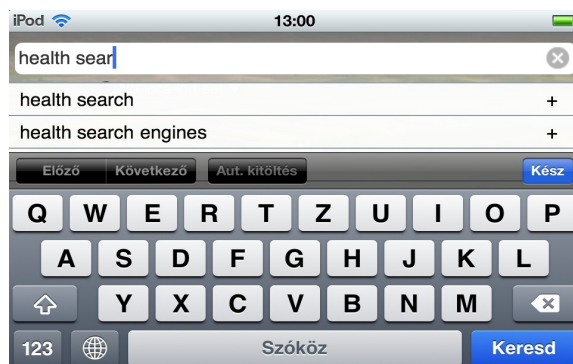 iPod 13:00
health sear
health search +
health search engines +
Előző Következő Aut. kitöltés Kész
Q W E R T Z U I O P
A S D F G H J K L
Y X C V B N M
123 Szóköz Keresd